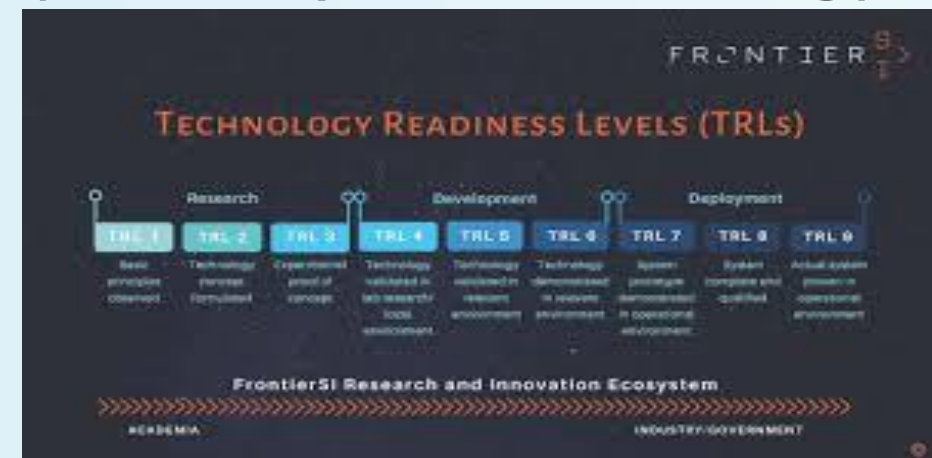 FRONTIER SI
TECHNOLOGY READINESS LEVELS (TRLs)
Research
Development
Deployment
TRL 1
TRL 2
TRL 3
TRL 4
TRL 5
TRL 6
TRL 7
TRL 8
TRL 9
Basic
principles
observed
Technology
concept
formulated
Experimental
proof of
concept
Technology
validated in
lab research/
local
environment
Technology
validated in
relevant
environment
Technology
demonstrated
in relevant
environment
System
prototype
demonstrated
in operational
environment
System
complete and
qualified
Actual system
proven in
operational
environment
FrontierSI Research and Innovation Ecosystem
ACADEMIA
INDUSTRY/GOVERNMENT